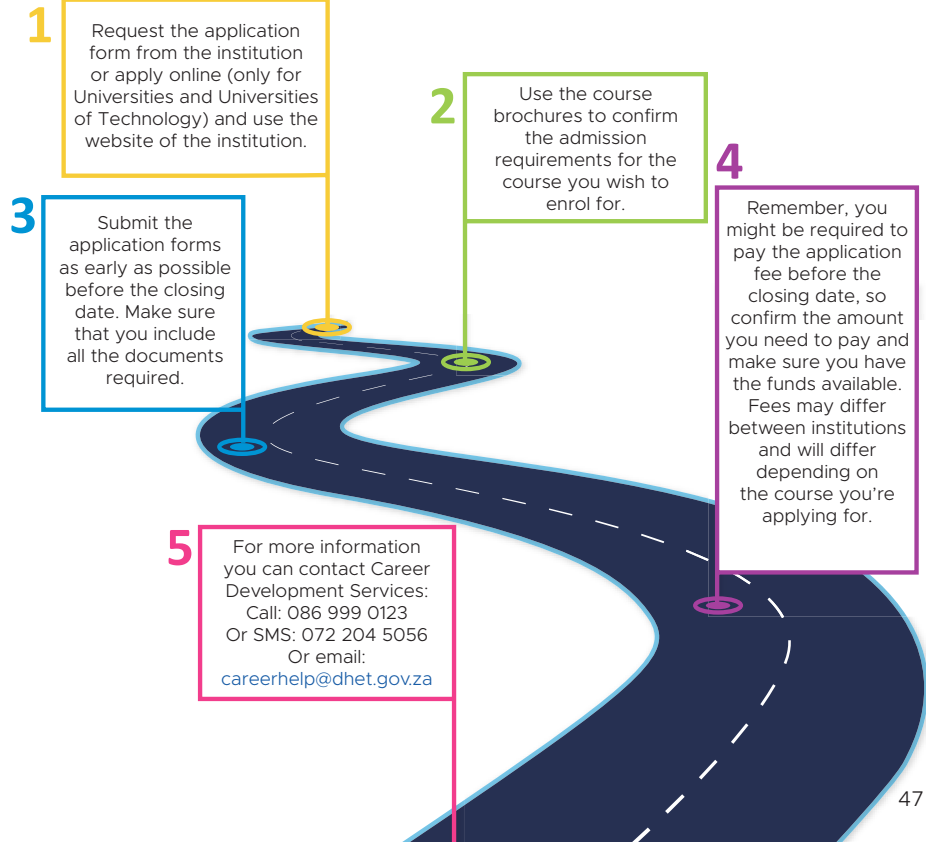 1
Request the application
form from the institution
or apply online (only for
Universities and Universities
of Technology) and use the
website of the institution.
2
Use the course
brochures to confirm
the admission
requirements for the
course you wish to
enrol for.
3
Submit the
application forms
as early as possible
before the closing
date. Make sure
that you include
all the documents
required.
4
Remember, you
might be required to
pay the application
fee before the
closing date, so
confirm the amount
you need to pay and
make sure you have
the funds available.
Fees may differ
between institutions
and will differ
depending on
the course you’re
applying for.
5
For more information
you can contact Career
Development Services:
Call: 086 999 0123
Or SMS: 072 204 5056
Or email:
careerhelp@dhet.gov.za
47